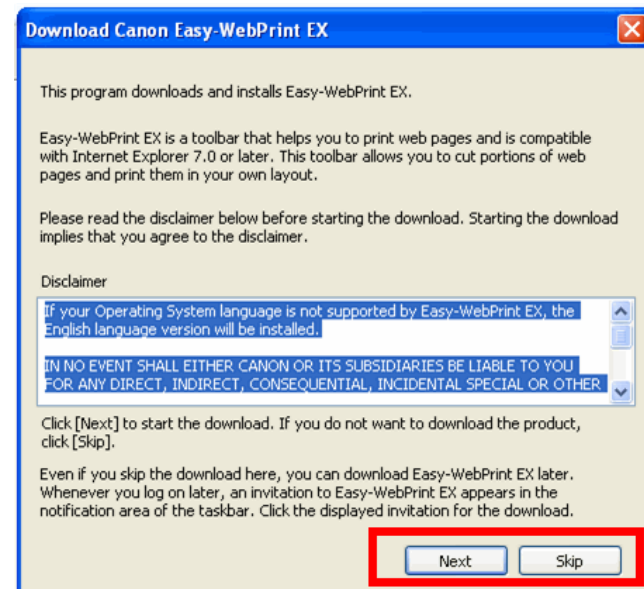 Download Canon Easy-WebPrint EX
This program downloads and installs Easy-WebPrint EX.
Easy-WebPrint EX is a toolbar that helps you to print web pages and is compatible
with Internet Explorer 7.0 or later. This toolbar allows you to cut portions of web
pages and print them in your own layout.
Please read the disclaimer below before starting the download. Starting the download
implies that you agree to the disclaimer.
Disclaimer
If your Operating System language is not supported by Easy-WebPrint EX, the
English language version will be installed.
IN NO EVENT SHALL EITHER CANON OR ITS SUBSIDIARIES BE LIABLE TO YOU
FOR ANY DIRECT, INDIRECT, CONSEQUENTIAL, INCIDENTAL SPECIAL OR OTHER
Click [Next] to start the download. If you do not want to download the product,
click [Skip].
Even if you skip the download here, you can download Easy-WebPrint EX later.
Whenever you log on later, an invitation to Easy-WebPrint EX appears in the
notification area of the taskbar. Click the displayed invitation for the download.
Next Skip